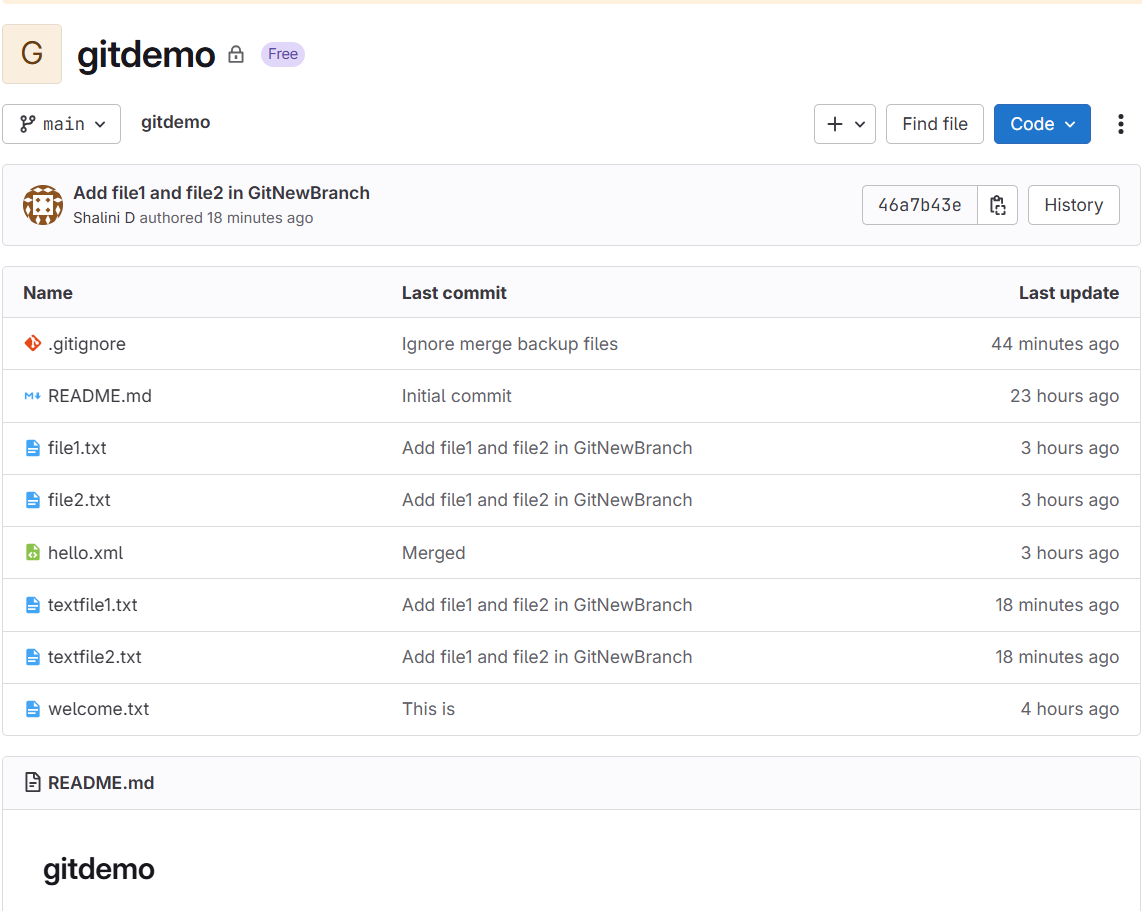 G
gitdemo Free
main gitdemo + Find file Code
Add file1 and file2 in GitNewBranch
Shalini D authored 18 minutes ago
46a7b43e History
Name Last commit Last update
.gitignore Ignore merge backup files 44 minutes ago
README.md Initial commit 23 hours ago
file1.txt Add file1 and file2 in GitNewBranch 3 hours ago
file2.txt Add file1 and file2 in GitNewBranch 3 hours ago
hello.xml Merged 3 hours ago
textfile1.txt Add file1 and file2 in GitNewBranch 18 minutes ago
textfile2.txt Add file1 and file2 in GitNewBranch 18 minutes ago
welcome.txt This is 4 hours ago
README.md
gitdemo